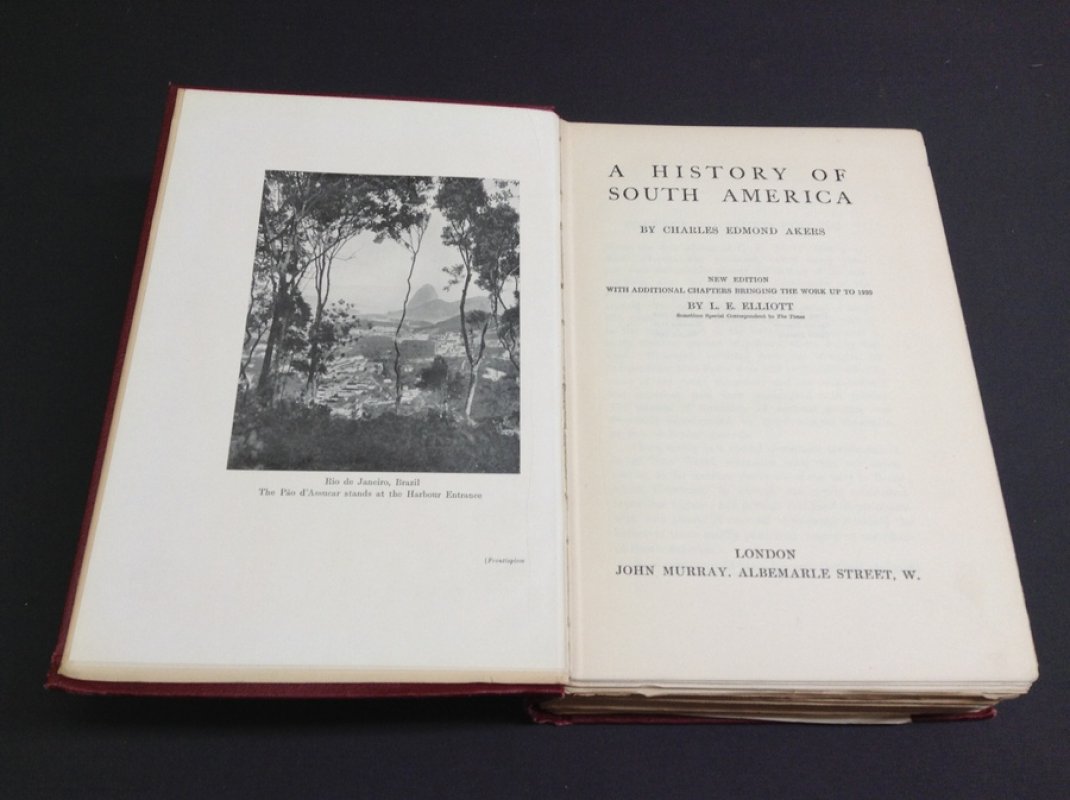 Rio de Janeiro, Brazil
The Pão d'Assucar stands at the Harbour Entrance
[Frontispiece
A HISTORY OF
SOUTH AMERICA
BY CHARLES EDMOND AKERS
NEW EDITION
WITH ADDITIONAL CHAPTERS BRINGING THE WORK UP TO 1930
BY L. E. ELLIOTT
Sometime Special Correspondent to The Times
LONDON
JOHN MURRAY, ALBEMARLE STREET, W.